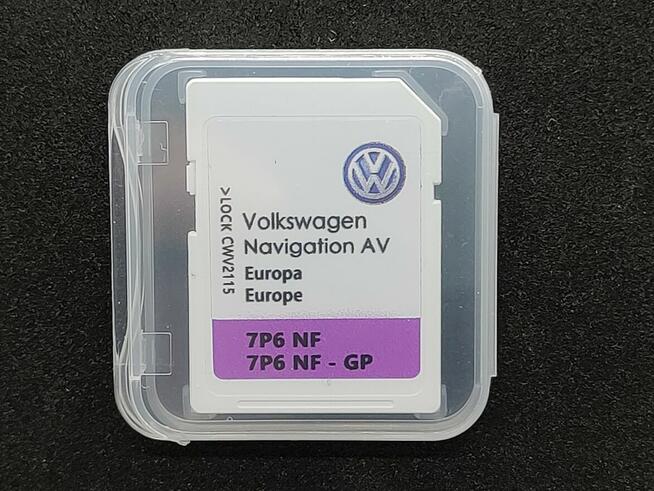 >LOCK CWV2115
Volkswagen
Navigation AV
Europa
Europe
7P6 NF
7P6 NF - GP